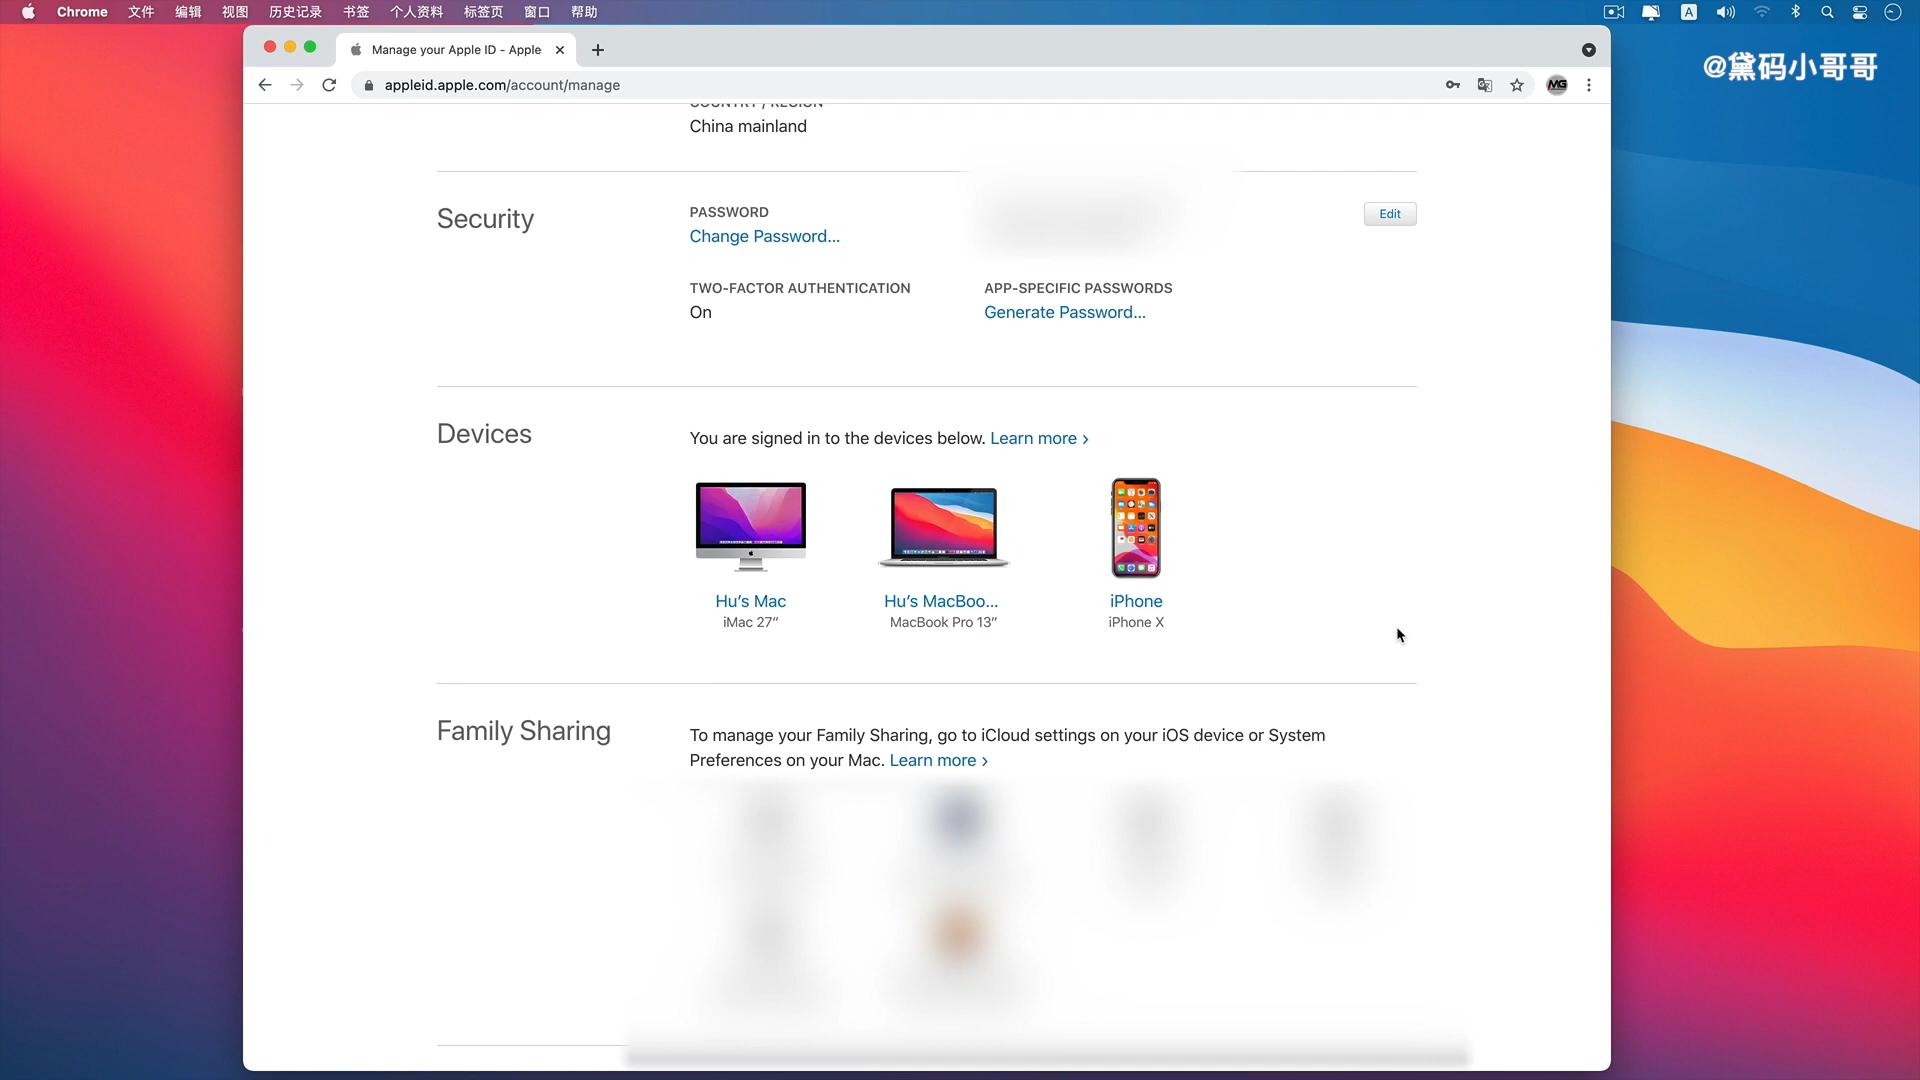 Chrome 文件 编辑 视图 历史记录 书签 个人资料 标签页 窗口 帮助
A
Manage your Apple ID - Apple
@黛码小哥哥
appleid.apple.com/account/manage
MG
COUNTRY / REGION
China mainland
Security
PASSWORD
Edit
Change Password...
TWO-FACTOR AUTHENTICATION
APP-SPECIFIC PASSWORDS
On
Generate Password...
Devices
You are signed in to the devices below. Learn more ›
Hu’s Mac
Hu’s MacBoo...
iPhone
iMac 27”
MacBook Pro 13”
iPhone X
Family Sharing
To manage your Family Sharing, go to iCloud settings on your iOS device or System
Preferences on your Mac. Learn more ›